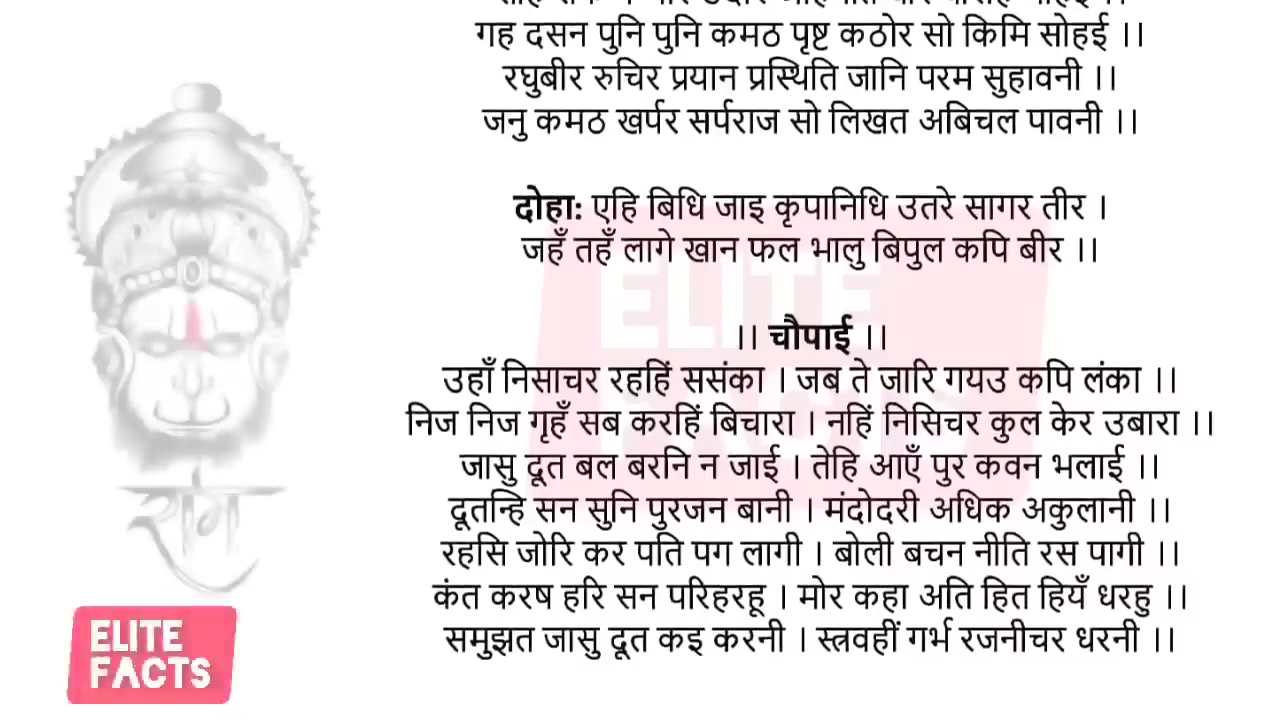 गह दसन पुनि पुनि कमठ पृष्ट कठोर सो किमि सोहई ।।
रघुबीर रुचिर प्रयान प्रस्थिति जानि परम सुहावनी ।।
जनु कमठ खर्पर सर्पराज सो लिखत अबिचल पावनी ।।
दोहा: एहि बिधि जाइ कृपानिधि उतरे सागर तीर ।
जहँ तहँ लागे खान फल भालु बिपुल कपि बीर ।।
।। चौपाई ।।
उहाँ निसाचर रहहिं ससंका । जब ते जारि गयउ कपि लंका ।।
निज निज गृहँ सब करहिं बिचारा । नहिं निसिचर कुल केर उबारा ।।
जासु दूत बल बरनि न जाई । तेहि आएँ पुर कवन भलाई ।।
दूतन्हि सन सुनि पुरजन बानी । मंदोदरी अधिक अकुलानी ।।
रहसि जोरि कर पति पग लागी । बोली बचन नीति रस पागी ।।
कंत करष हरि सन परिहरहू । मोर कहा अति हित हियँ धरहु ।।
समुझत जासु दूत कइ करनी । स्त्रवहीं गर्भ रजनीचर धरनी ।।
राम
ELITE
FACTS
ELITE
FACTS